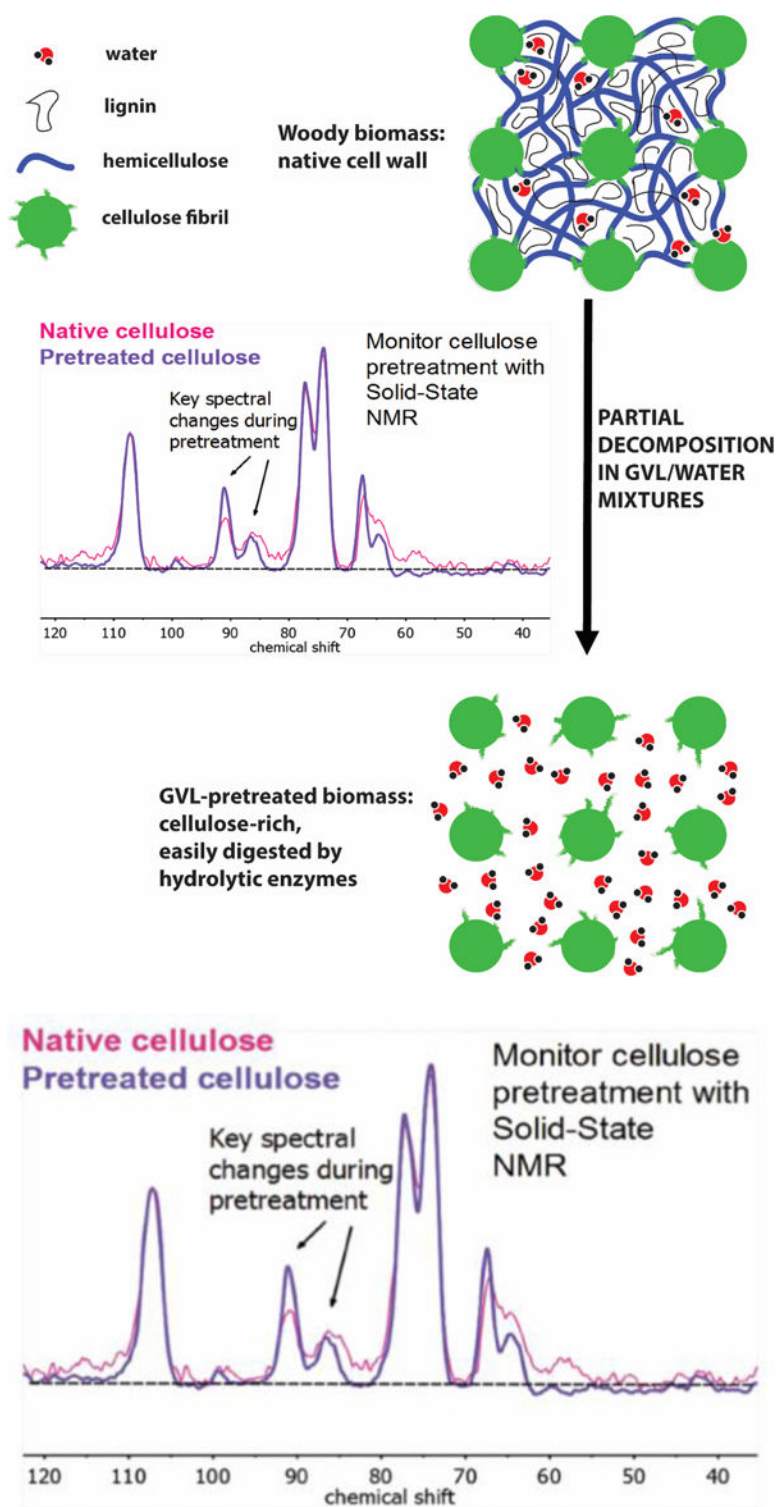 water
lignin
hemicellulose
cellulose fibril
Woody biomass:
native cell wall
Native cellulose
Pretreated cellulose
Key spectral
changes during
pretreatment
Monitor cellulose
pretreatment with
Solid-State
NMR
120 110 100 90 80 70 60 50 40
chemical shift
PARTIAL
DECOMPOSITION
IN GVL/WATER
MIXTURES
GVL-pretreated biomass:
cellulose-rich,
easily digested by
hydrolytic enzymes
Native cellulose
Pretreated cellulose
Key spectral
changes during
pretreatment
Monitor cellulose
pretreatment with
Solid-State
NMR
120 110 100 90 80 70 60 50 40
chemical shift